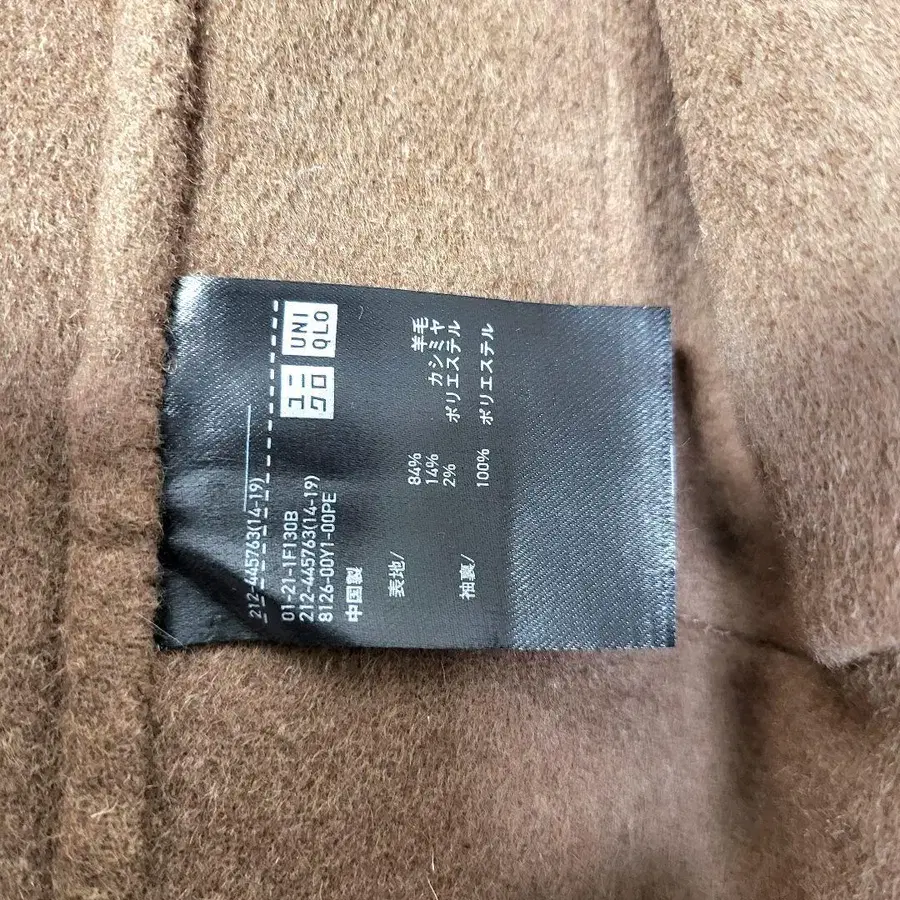 212-445763(14-19)
ユニクロ
UNIQLO
01-21-1F130B
212-445763(14-19)
8126-00Y1-00PE
中国製
表地/ 84% 羊毛
14% カシミヤ
2% ポリエステル
袖裏/ 100% ポリエステル